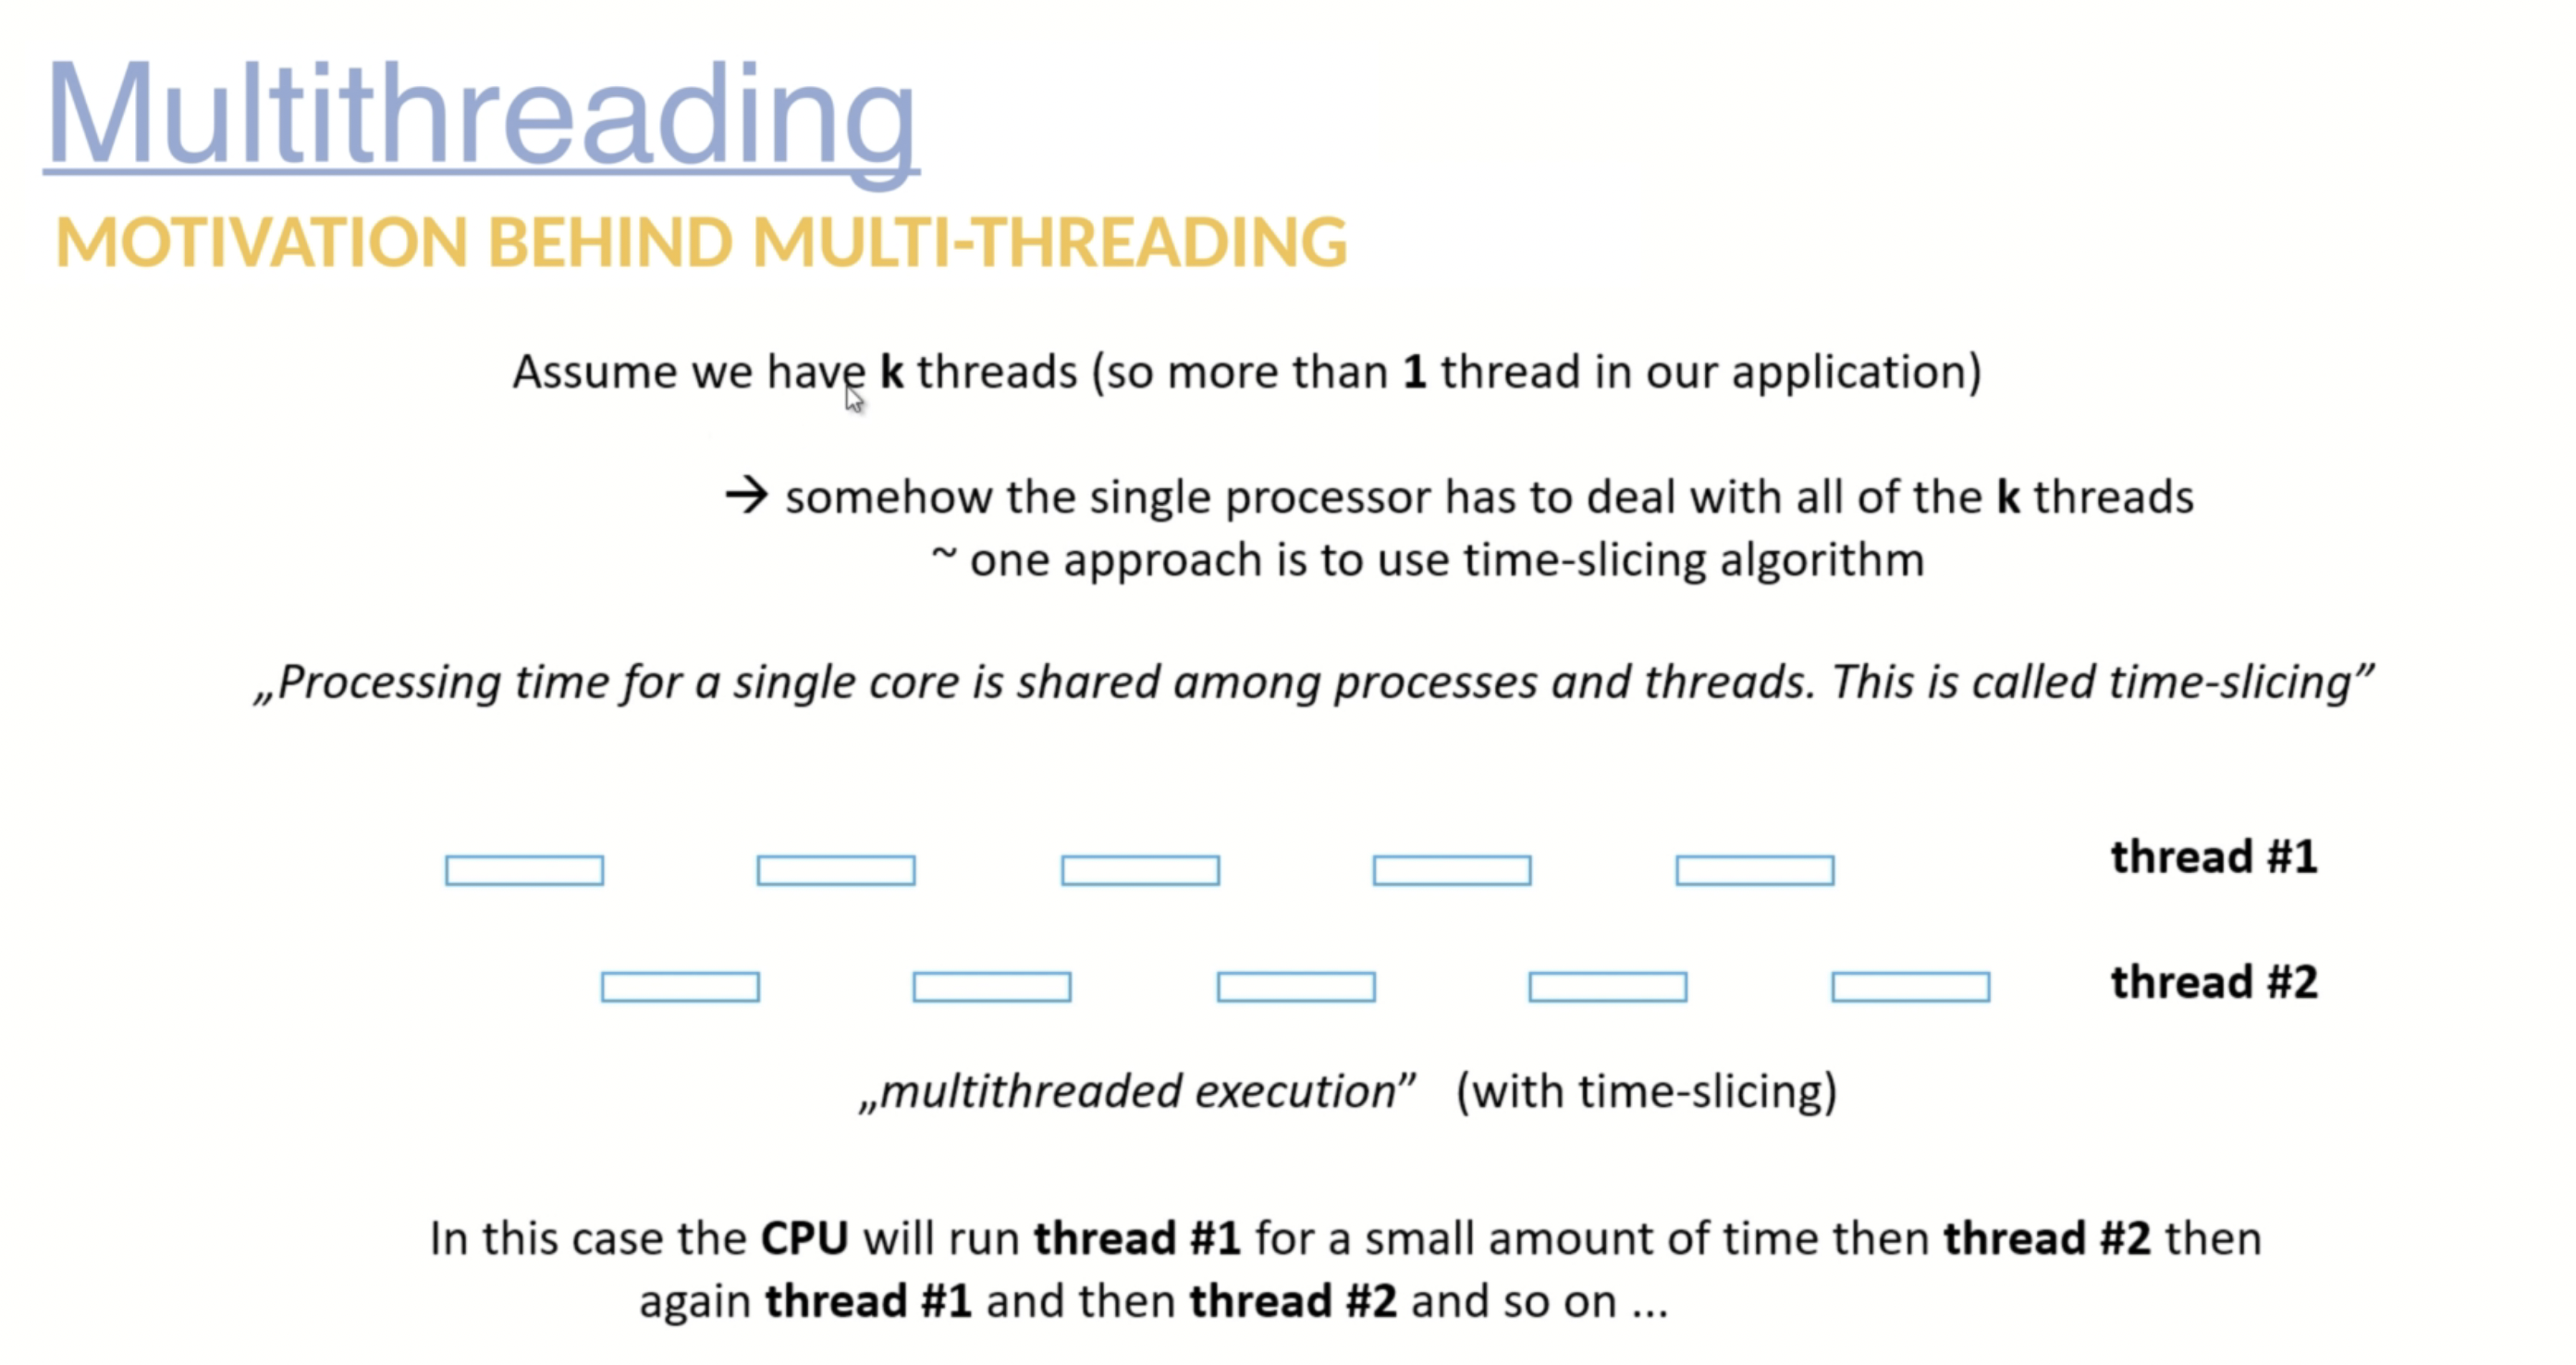 Multithreading
MOTIVATION BEHIND MULTI-THREADING
Assume we have k threads (so more than 1 thread in our application)
→ somehow the single processor has to deal with all of the k threads
~ one approach is to use time-slicing algorithm
„Processing time for a single core is shared among processes and threads. This is called time-slicing”
thread #1
thread #2
„multithreaded execution” (with time-slicing)
In this case the CPU will run thread #1 for a small amount of time then thread #2 then
again thread #1 and then thread #2 and so on ...